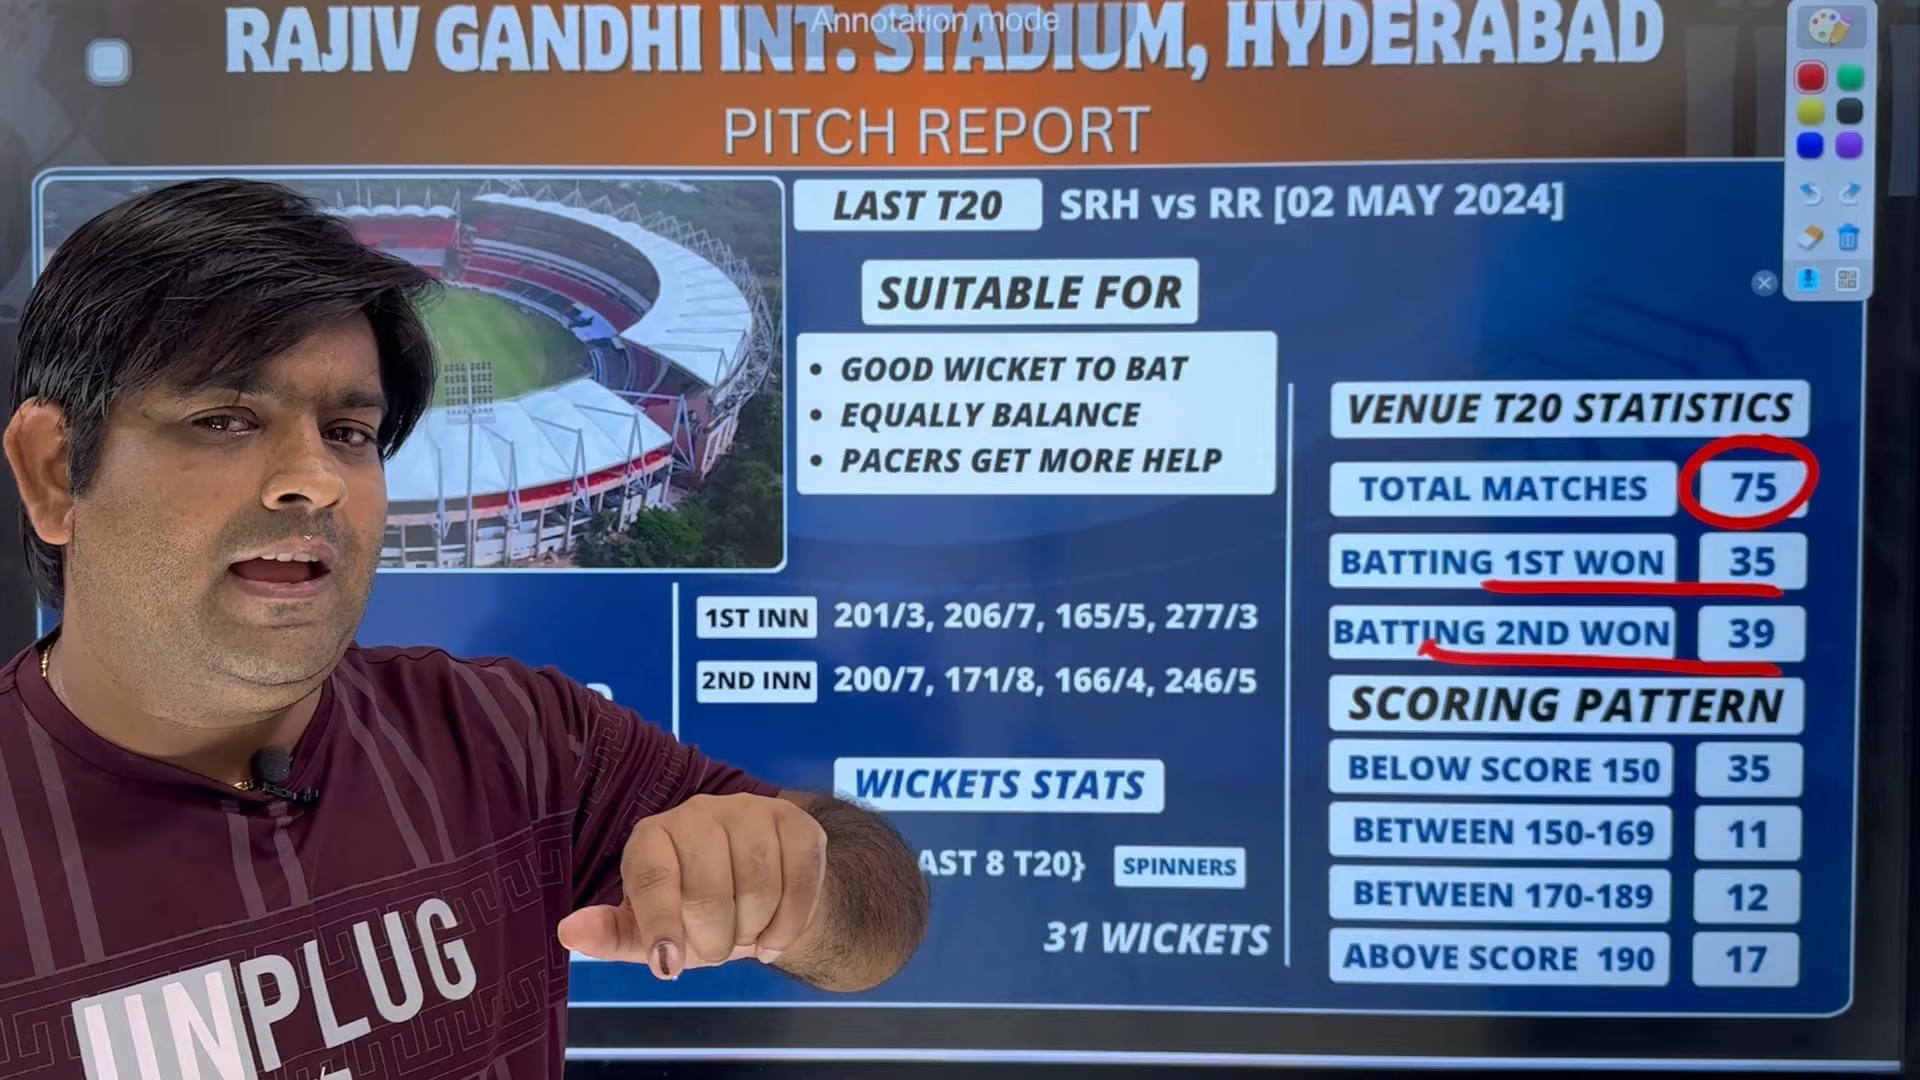 Annotation mode
RAJIV GANDHI INT. STADIUM, HYDERABAD
PITCH REPORT
LAST T20 SRH vs RR [02 MAY 2024]
SUITABLE FOR
• GOOD WICKET TO BAT
• EQUALLY BALANCE
• PACERS GET MORE HELP
1ST INN 201/3, 206/7, 165/5, 277/3
2ND INN 200/7, 171/8, 166/4, 246/5
WICKETS STATS
AST 8 T20} SPINNERS
31 WICKETS
VENUE T20 STATISTICS
TOTAL MATCHES 75
BATTING 1ST WON 35
BATTING 2ND WON 39
SCORING PATTERN
BELOW SCORE 150 35
BETWEEN 150-169 11
BETWEEN 170-189 12
ABOVE SCORE 190 17
UNPLUG